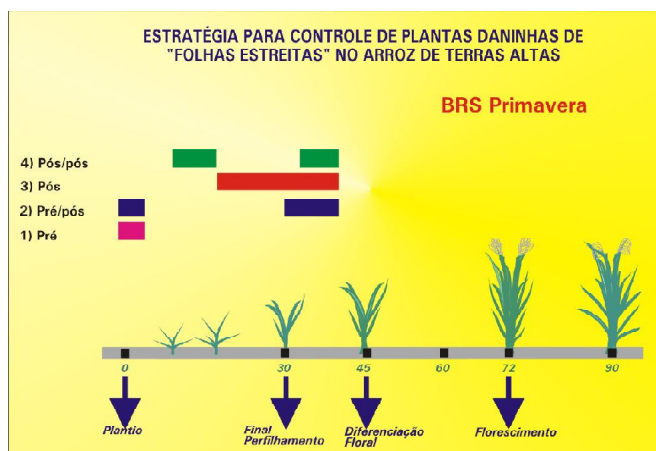 ESTRATÉGIA PARA CONTROLE DE PLANTAS DANINHAS DE
"FOLHAS ESTREITAS" NO ARROZ DE TERRAS ALTAS
BRS Primavera
4) Pós/pós
3) Pós
2) Pré/pós
1) Pré
0 30 45 60 72 90
Plantio
Final
Perfilhamento
Diferenciação
Floral
Florescimento